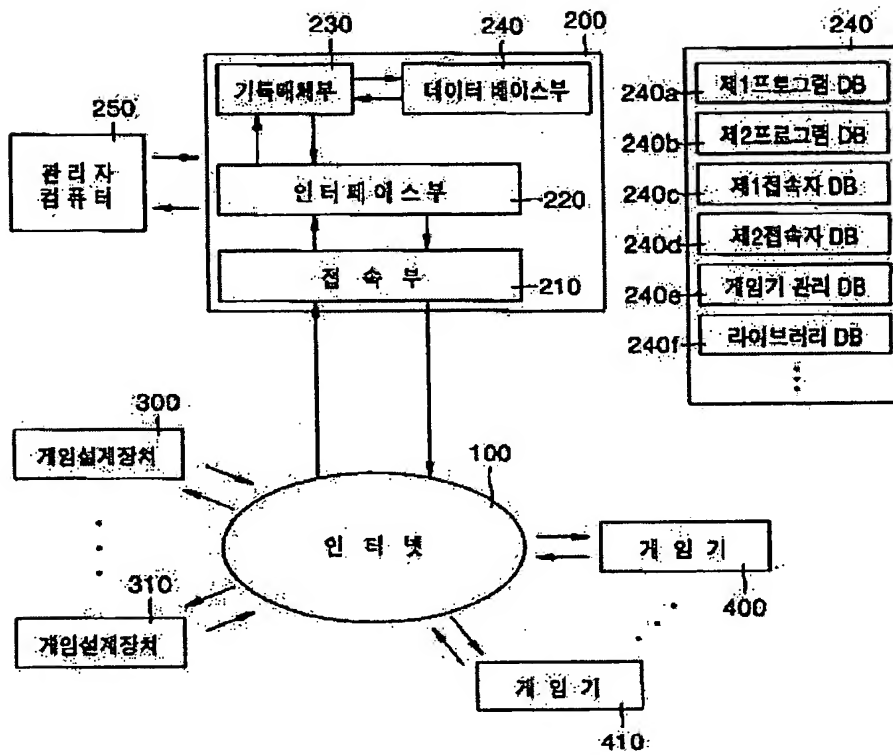 230
240
200
240
기록매체부
데이터 베이스부
240a
제1프로그램 DB
250
240b
제2프로그램 DB
관리자
컴퓨터
인터페이스부
220
240c
제1접속자 DB
240d
제2접속자 DB
접속부
210
240e
게임기 관리 DB
240f
라이브러리 DB
300
게임설계장치
100
인터넷
게임기
400
310
게임설계장치
게임기
410